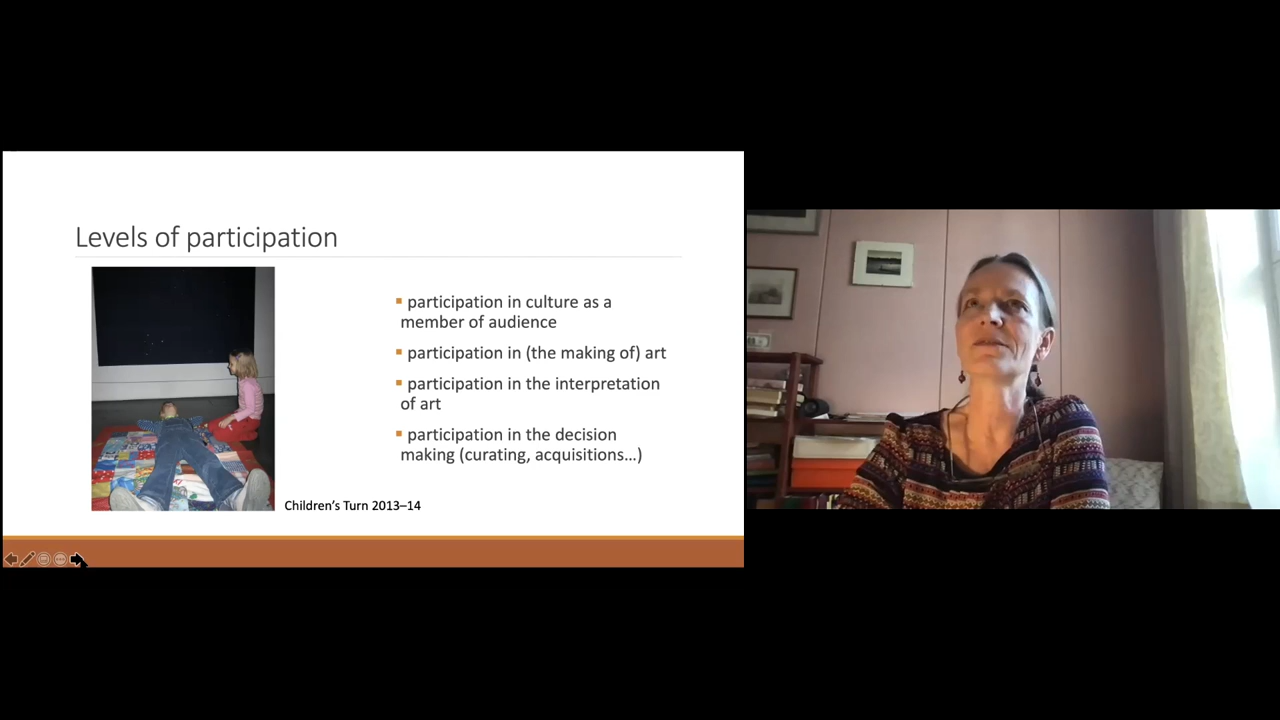 Levels of participation
participation in culture as a
member of audience
participation in (the making of) art
participation in the interpretation
of art
participation in the decision
making (curating, acquisitions…)
Children’s Turn 2013–14